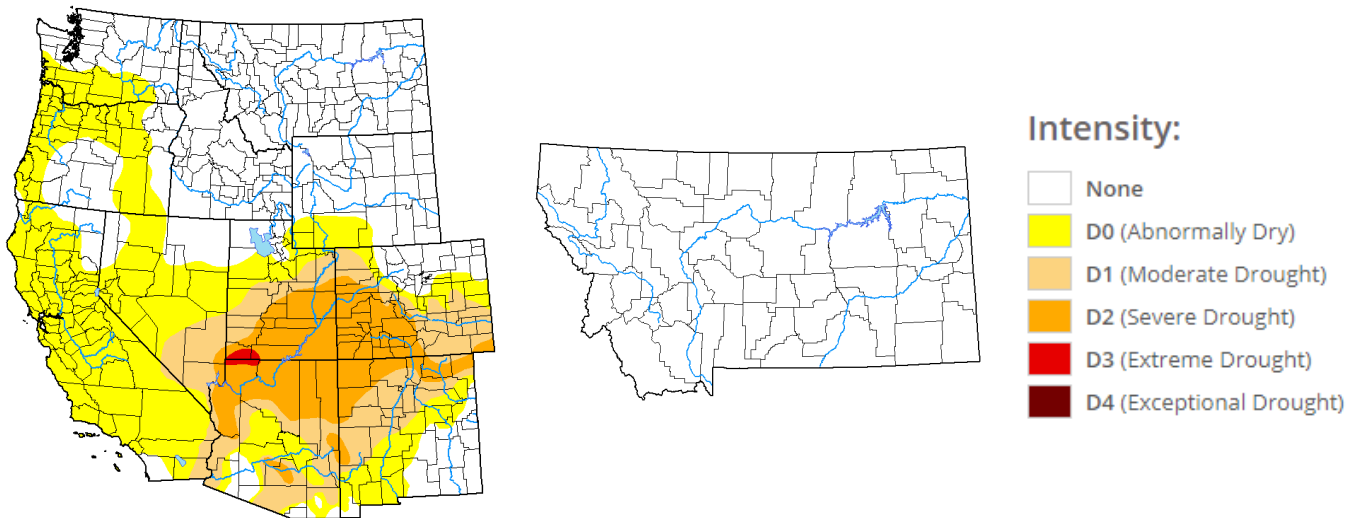 Intensity:
None
D0 (Abnormally Dry)
D1 (Moderate Drought)
D2 (Severe Drought)
D3 (Extreme Drought)
D4 (Exceptional Drought)